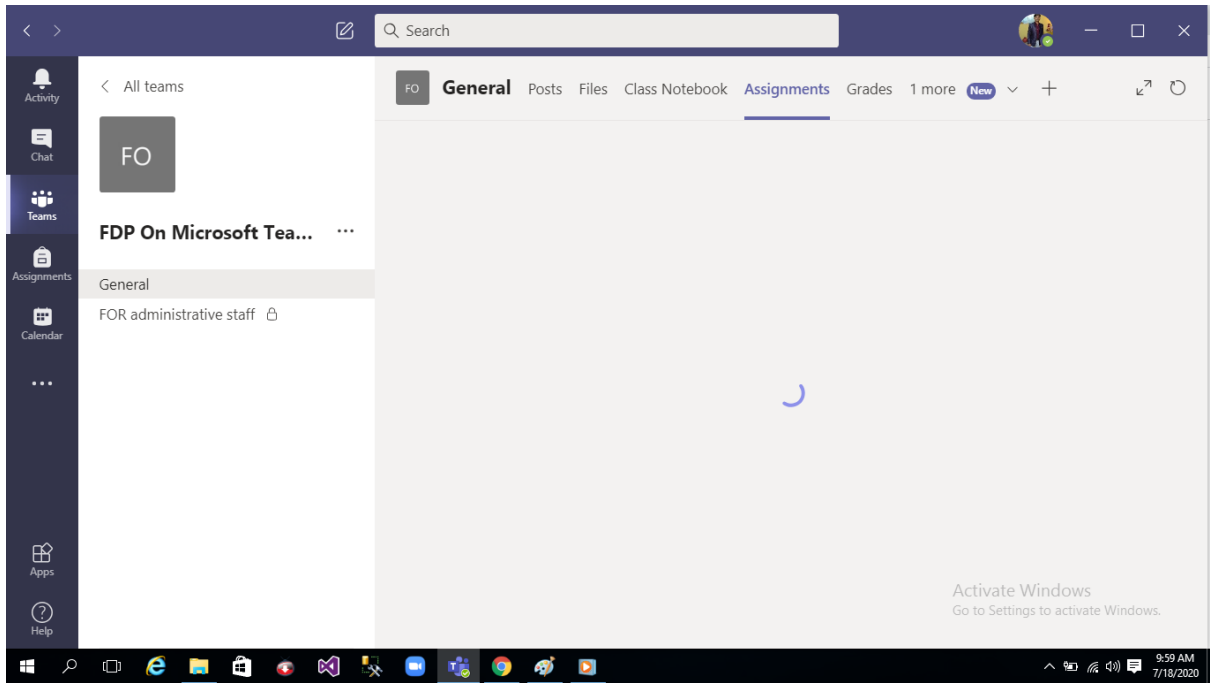 Search
Activity
Chat
Teams
Assignments
Calendar
Apps
Help
All teams
FO
FDP On Microsoft Tea...
General
FOR administrative staff
FO General Posts Files Class Notebook Assignments Grades 1 more New
Activate Windows
Go to Settings to activate Windows.
9:59 AM
7/18/2020